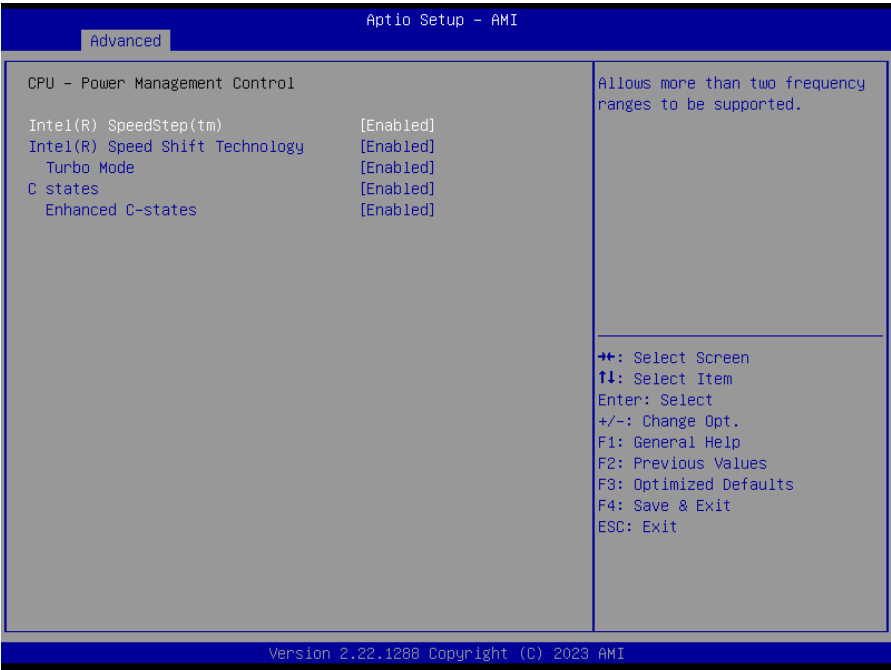 Aptio Setup – AMI
Advanced
CPU – Power Management Control
Intel(R) SpeedStep(tm) [Enabled]
Intel(R) Speed Shift Technology [Enabled]
Turbo Mode [Enabled]
C states [Enabled]
Enhanced C-states [Enabled]
Allows more than two frequency
ranges to be supported.
→←: Select Screen
↑↓: Select Item
Enter: Select
+/-: Change Opt.
F1: General Help
F2: Previous Values
F3: Optimized Defaults
F4: Save & Exit
ESC: Exit
Version 2.22.1288 Copyright (C) 2023 AMI